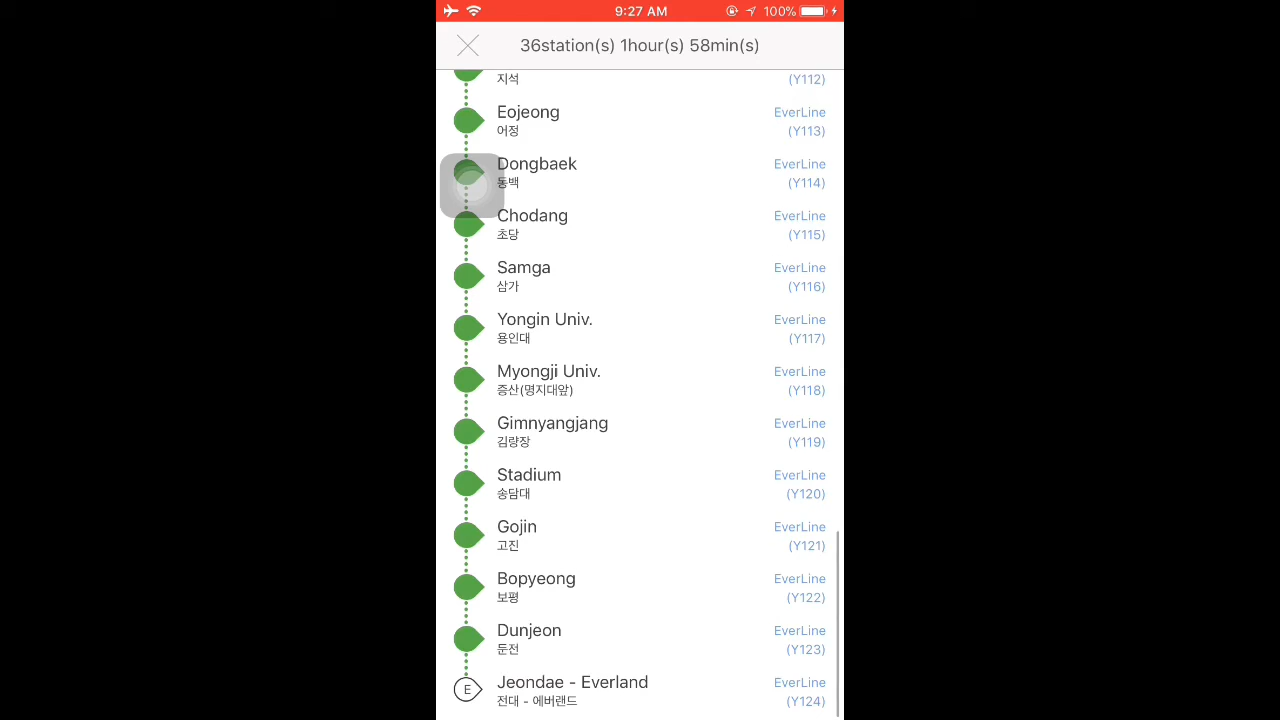 9:27 AM 100%
36station(s) 1hour(s) 58min(s)
지석 (Y112)
Eojeong EverLine
어정 (Y113)
Dongbaek EverLine
동백 (Y114)
Chodang EverLine
초당 (Y115)
Samga EverLine
삼가 (Y116)
Yongin Univ. EverLine
용인대 (Y117)
Myongji Univ. EverLine
증산(명지대앞) (Y118)
Gimnyangjang EverLine
김량장 (Y119)
Stadium EverLine
송담대 (Y120)
Gojin EverLine
고진 (Y121)
Bopyeong EverLine
보평 (Y122)
Dunjeon EverLine
둔전 (Y123)
E Jeondae - Everland EverLine
전대 - 에버랜드 (Y124)